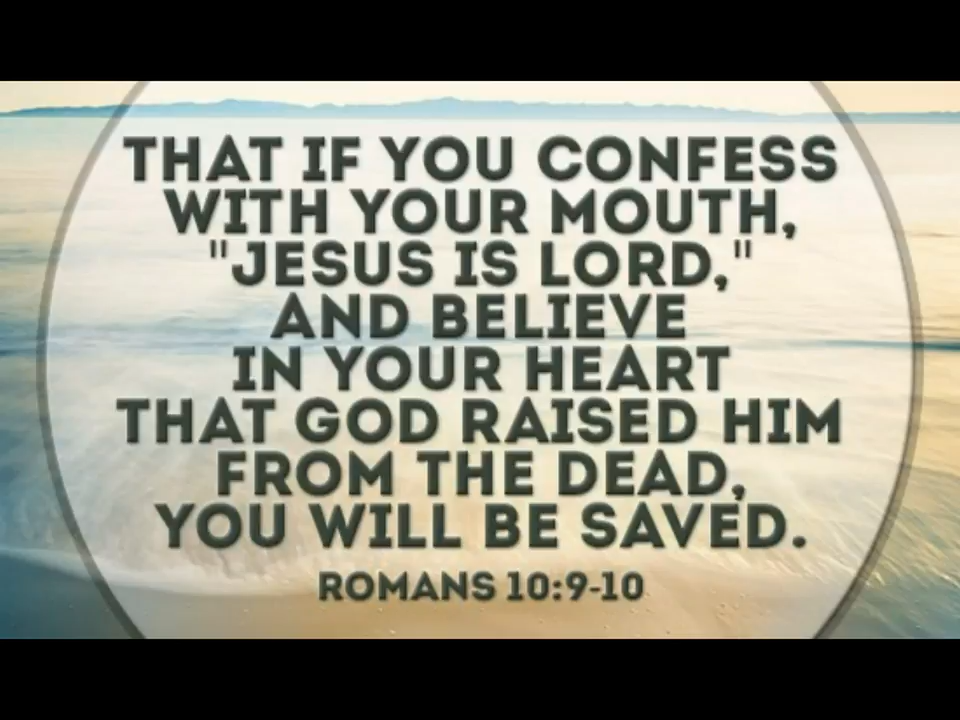 THAT IF YOU CONFESS
WITH YOUR MOUTH,
"JESUS IS LORD,"
AND BELIEVE
IN YOUR HEART
THAT GOD RAISED HIM
FROM THE DEAD,
YOU WILL BE SAVED.
ROMANS 10:9-10